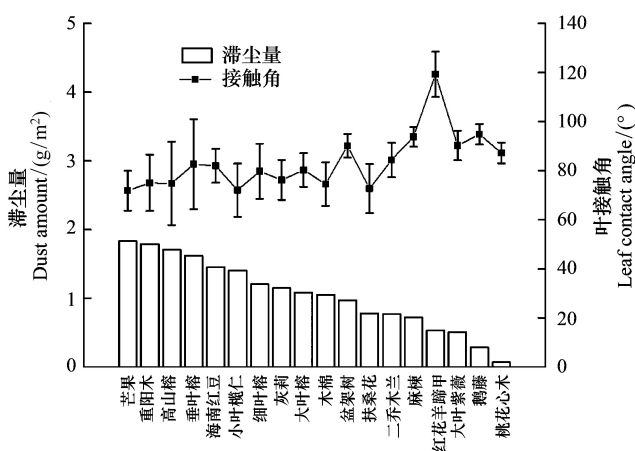 滞尘量
接触角
滞尘量
Dust amount/(g/m²)
5
4
3
2
1
0
叶接触角
Leaf contact angle/(°)
140
120
100
80
60
40
20
0
芒果
重阳木
高山榕
垂叶榕
海南红豆
小叶榄仁
细叶榕
灰莉
大叶榕
木棉
盆架树
扶桑花
二乔木兰
麻楝
红花羊蹄甲
大叶紫薇
鹅藤
桃花心木